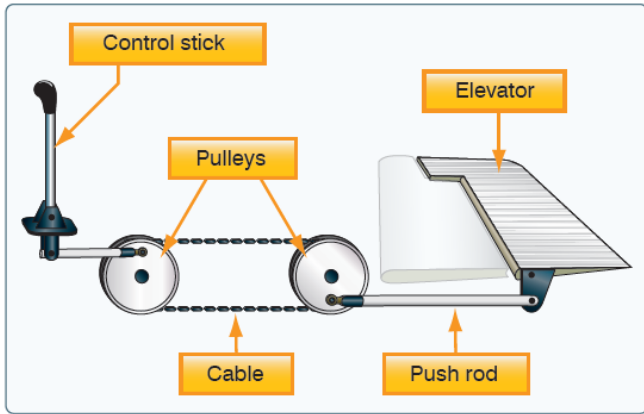 Control stick
Elevator
Pulleys
Cable
Push rod